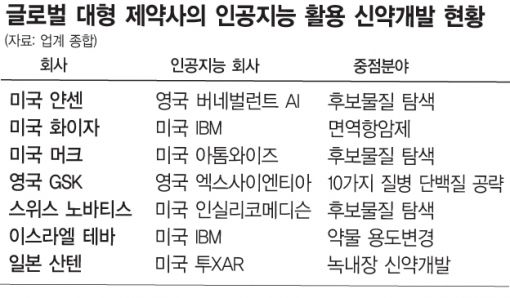 글로벌 대형 제약사의 인공지능 활용 신약개발 현황
(자료: 업계 종합)
회사 인공지능 회사 중점분야
미국 얀센 영국 버네벌런트 AI 후보물질 탐색
미국 화이자 미국 IBM 면역항암제
미국 머크 미국 아톰와이즈 후보물질 탐색
영국 GSK 영국 엑스사이엔티아 10가지 질병 단백질 공략
스위스 노바티스 미국 인실리코메디슨 후보물질 탐색
이스라엘 테바 미국 IBM 약물 용도변경
일본 산텐 미국 투XAR 녹내장 신약개발